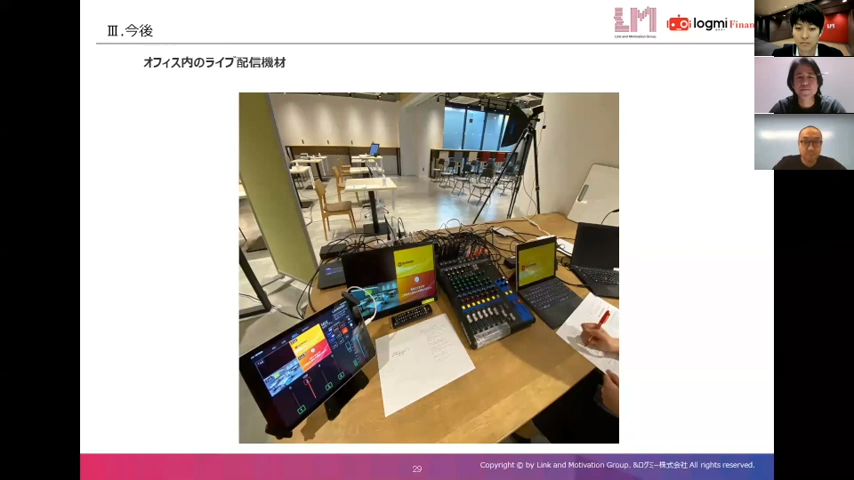 Ⅲ.今後
Link and Motivation Group
logmi Finan
オフィス内のライブ配信機材
29
Copyright © by Link and Motivation Group. &ログミー株式会社 All rights reserved.